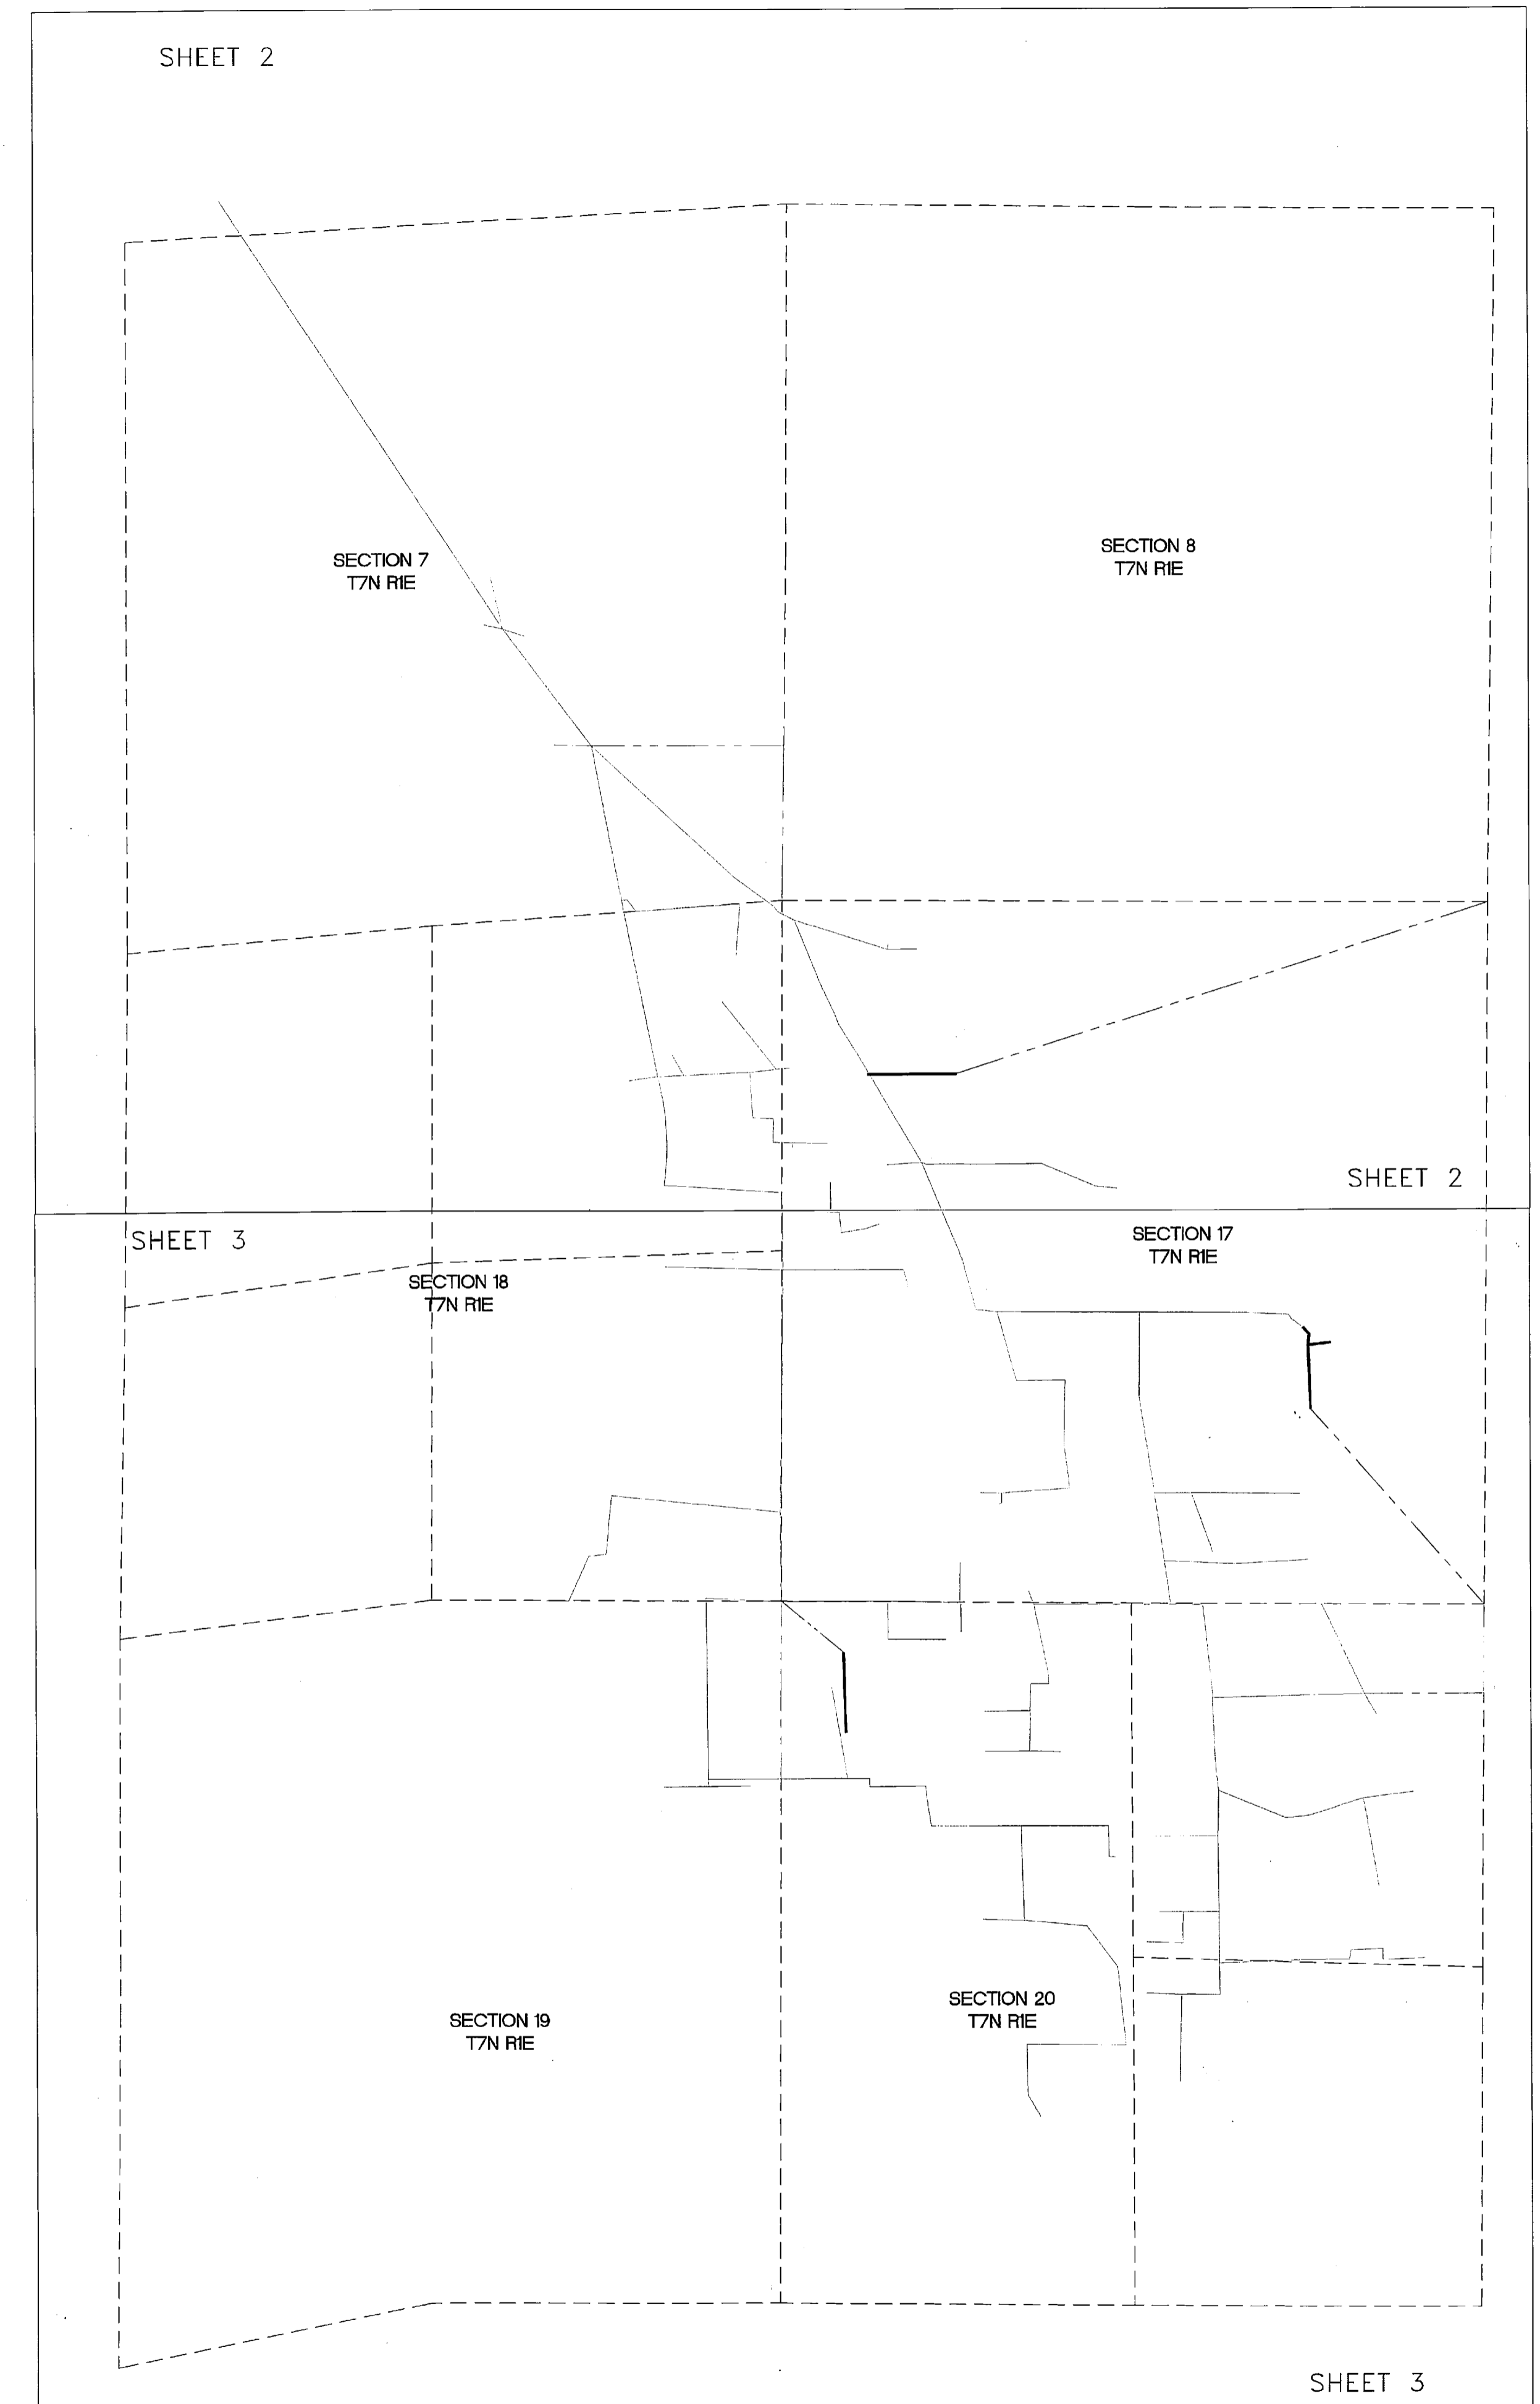 SHEET 2
SECTION 7
T7N R1E
SECTION 8
T7N R1E
SHEET 2
SHEET 3
SECTION 17
T7N R1E
SECTION 18
T7N R1E
SECTION 19
T7N R1E
SECTION 20
T7N R1E
SHEET 3